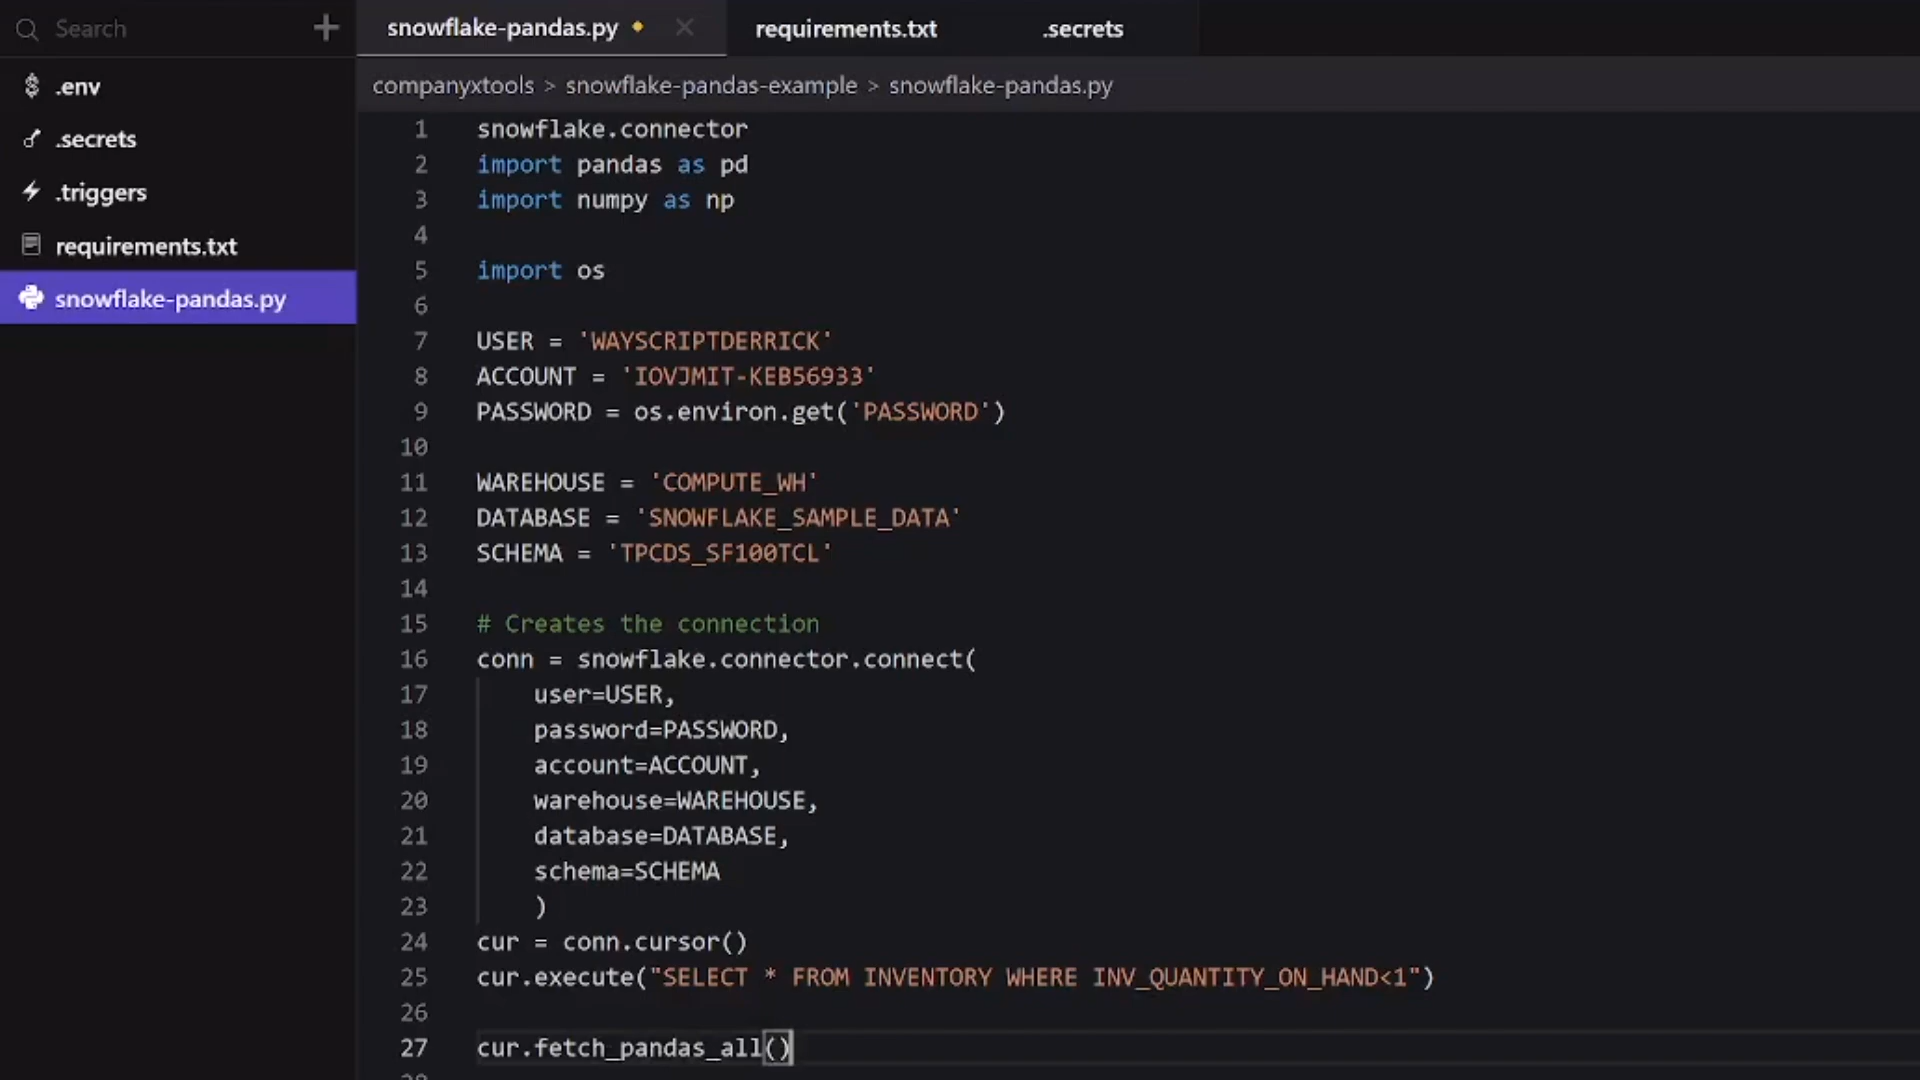 Search
snowflake-pandas.py
requirements.txt
.secrets
.env
.secrets
.triggers
requirements.txt
snowflake-pandas.py
companyxtools > snowflake-pandas-example > snowflake-pandas.py
1 snowflake.connector
2 import pandas as pd
3 import numpy as np
4
5 import os
6
7 USER = 'WAYSCRIPTDERRICK'
8 ACCOUNT = 'IOVJMIT-KEB56933'
9 PASSWORD = os.environ.get('PASSWORD')
10
11 WAREHOUSE = 'COMPUTE_WH'
12 DATABASE = 'SNOWFLAKE_SAMPLE_DATA'
13 SCHEMA = 'TPCDS_SF100TCL'
14
15 # Creates the connection
16 conn = snowflake.connector.connect(
17 user=USER,
18 password=PASSWORD,
19 account=ACCOUNT,
20 warehouse=WAREHOUSE,
21 database=DATABASE,
22 schema=SCHEMA
23 )
24 cur = conn.cursor()
25 cur.execute("SELECT * FROM INVENTORY WHERE INV_QUANTITY_ON_HAND<1")
26
27 cur.fetch_pandas_all()